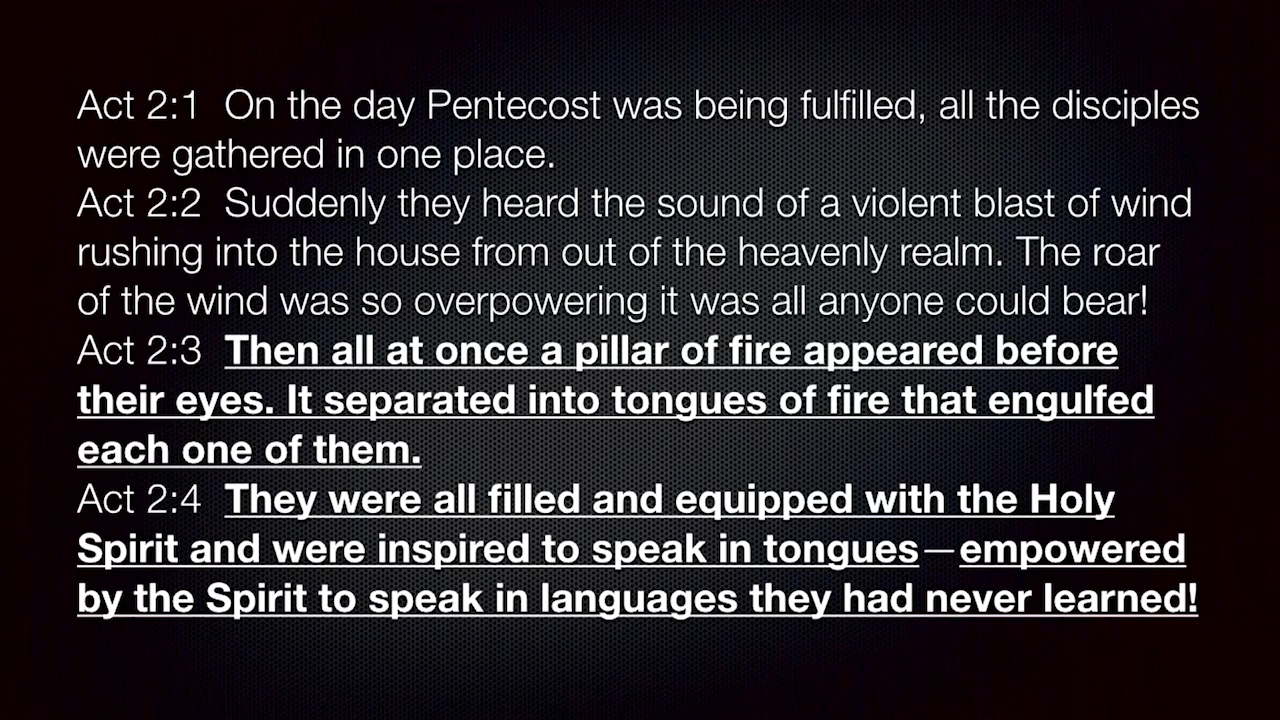 Act 2:1  On the day Pentecost was being fulfilled, all the disciples
were gathered in one place.
Act 2:2  Suddenly they heard the sound of a violent blast of wind
rushing into the house from out of the heavenly realm. The roar
of the wind was so overpowering it was all anyone could bear!
Act 2:3  Then all at once a pillar of fire appeared before
their eyes. It separated into tongues of fire that engulfed
each one of them.
Act 2:4  They were all filled and equipped with the Holy
Spirit and were inspired to speak in tongues—empowered
by the Spirit to speak in languages they had never learned!